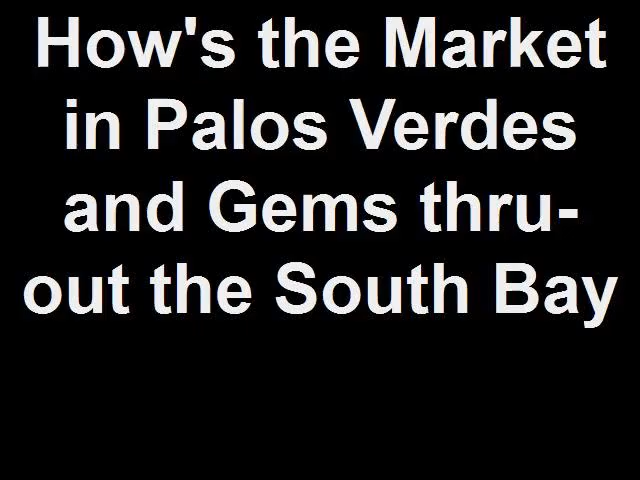 How's the Market
in Palos Verdes
and Gems thru-
out the South Bay